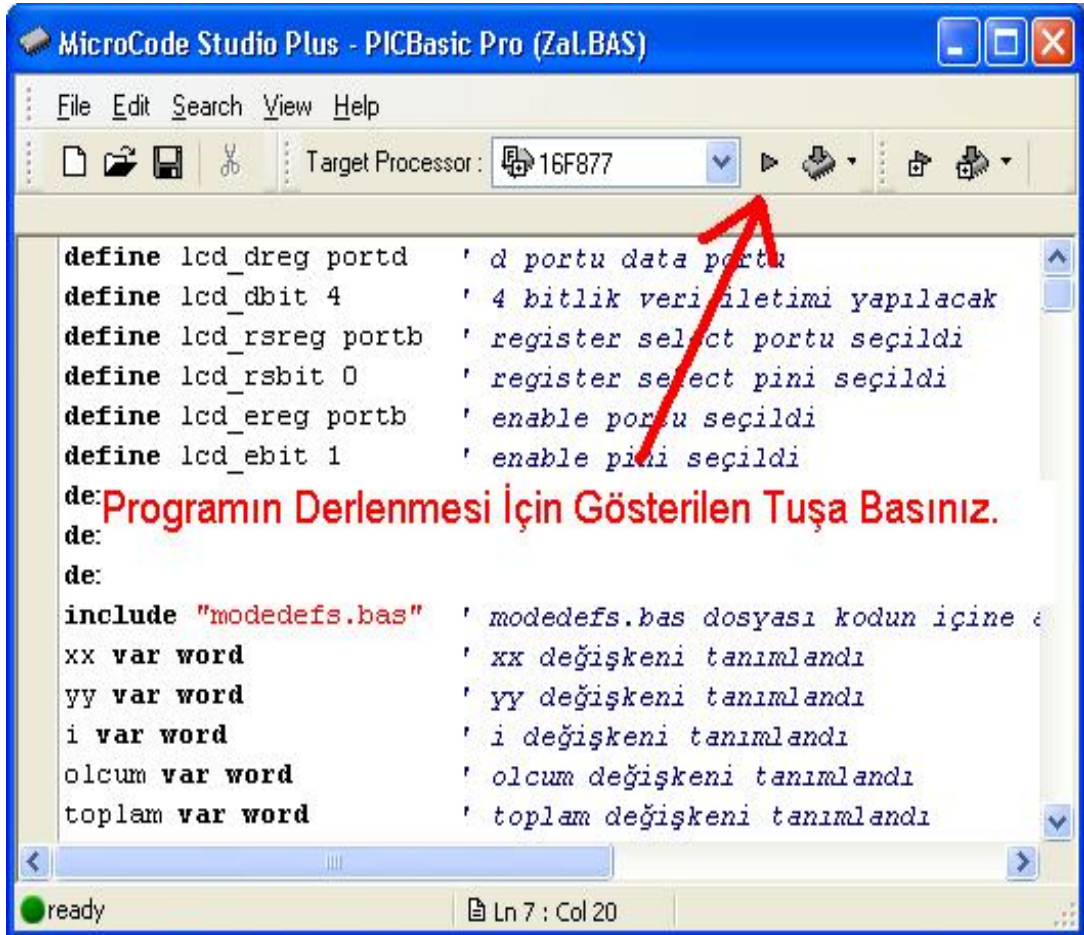 MicroCode Studio Plus - PICBasic Pro (Zal.BAS)
File Edit Search View Help
Target Processor : 16F877
define lcd_dreg portd ' d portu data portu
define lcd_dbit 4 ' 4 bitlik veri iletimi yapılacak
define lcd_rsreg portb ' register select portu seçildi
define lcd_rsbit 0 ' register select pini seçildi
define lcd_ereg portb ' enable portu seçildi
define lcd_ebit 1 ' enable pini seçildi
de
Programın Derlenmesi İçin Gösterilen Tuşa Basınız.
de
de
include "modedefs.bas" ' modedefs.bas dosyası kodun içine
xx var word ' xx değişkeni tanımlandı
yy var word ' yy değişkeni tanımlandı
i var word ' i değişkeni tanımlandı
olcum var word ' olcum değişkeni tanımlandı
toplam var word ' toplam değişkeni tanımlandı
ready Ln 7 : Col 20